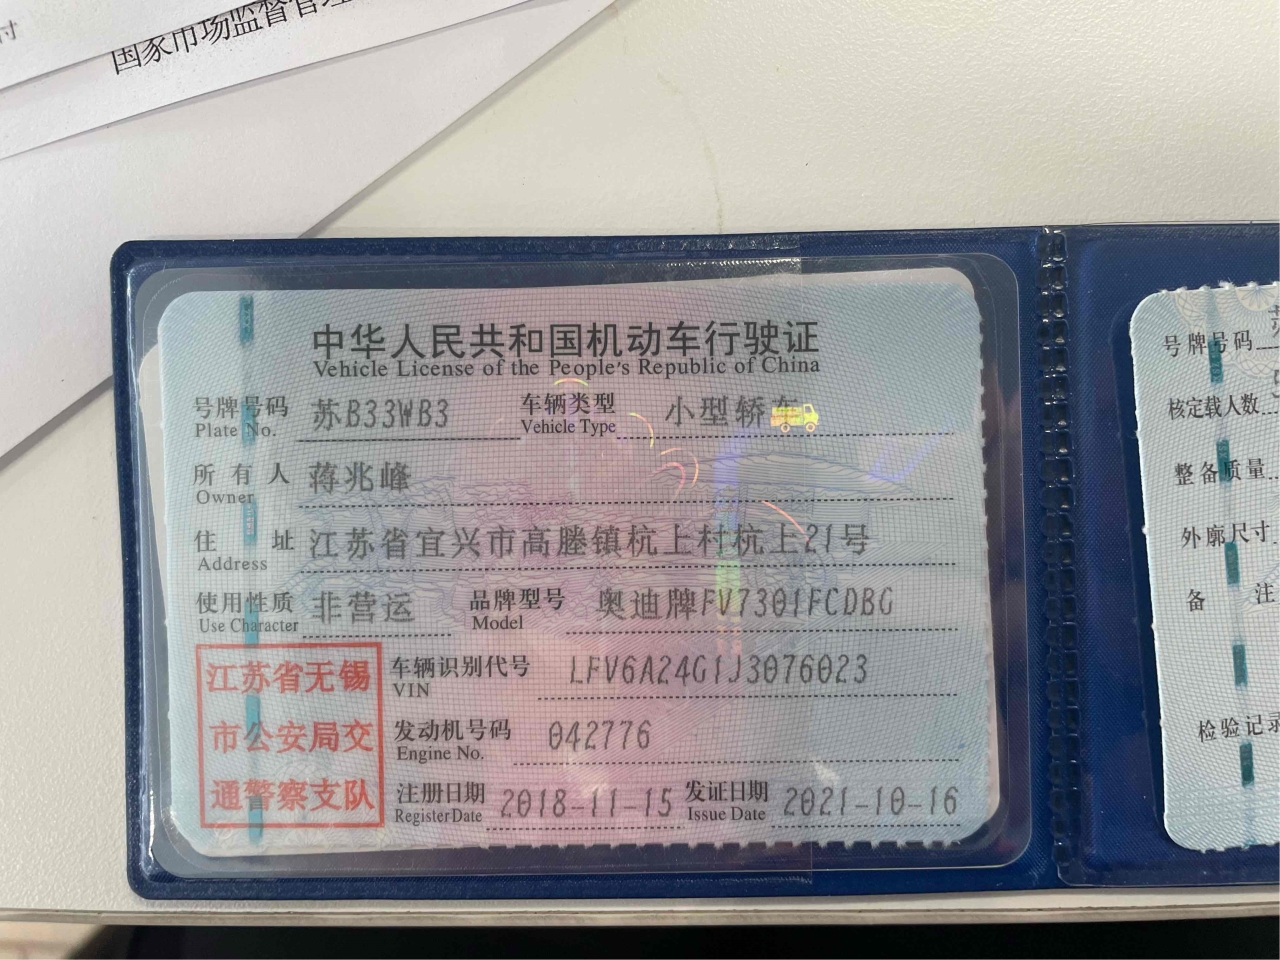 国家市场监督管理
中华人民共和国机动车行驶证
Vehicle License of the People's Republic of China
号牌号码 苏B33WB3 车辆类型 小型轿车
Plate No. Vehicle Type
所有人 蒋兆峰
Owner
住址 江苏省宜兴市高塍镇杭上村杭上21号
Address
使用性质 非营运 品牌型号 奥迪牌FV7301FCDBG
Use Character Model
车辆识别代号 LFV6A24G1J3076023
VIN
发动机号码 042776
Engine No.
注册日期 2018-11-15 发证日期 2021-10-16
Register Date Issue Date
江苏省无锡
市公安局交
通警察支队
号牌号码
核定载人数
整备质量
外廓尺寸
备注
检验记录